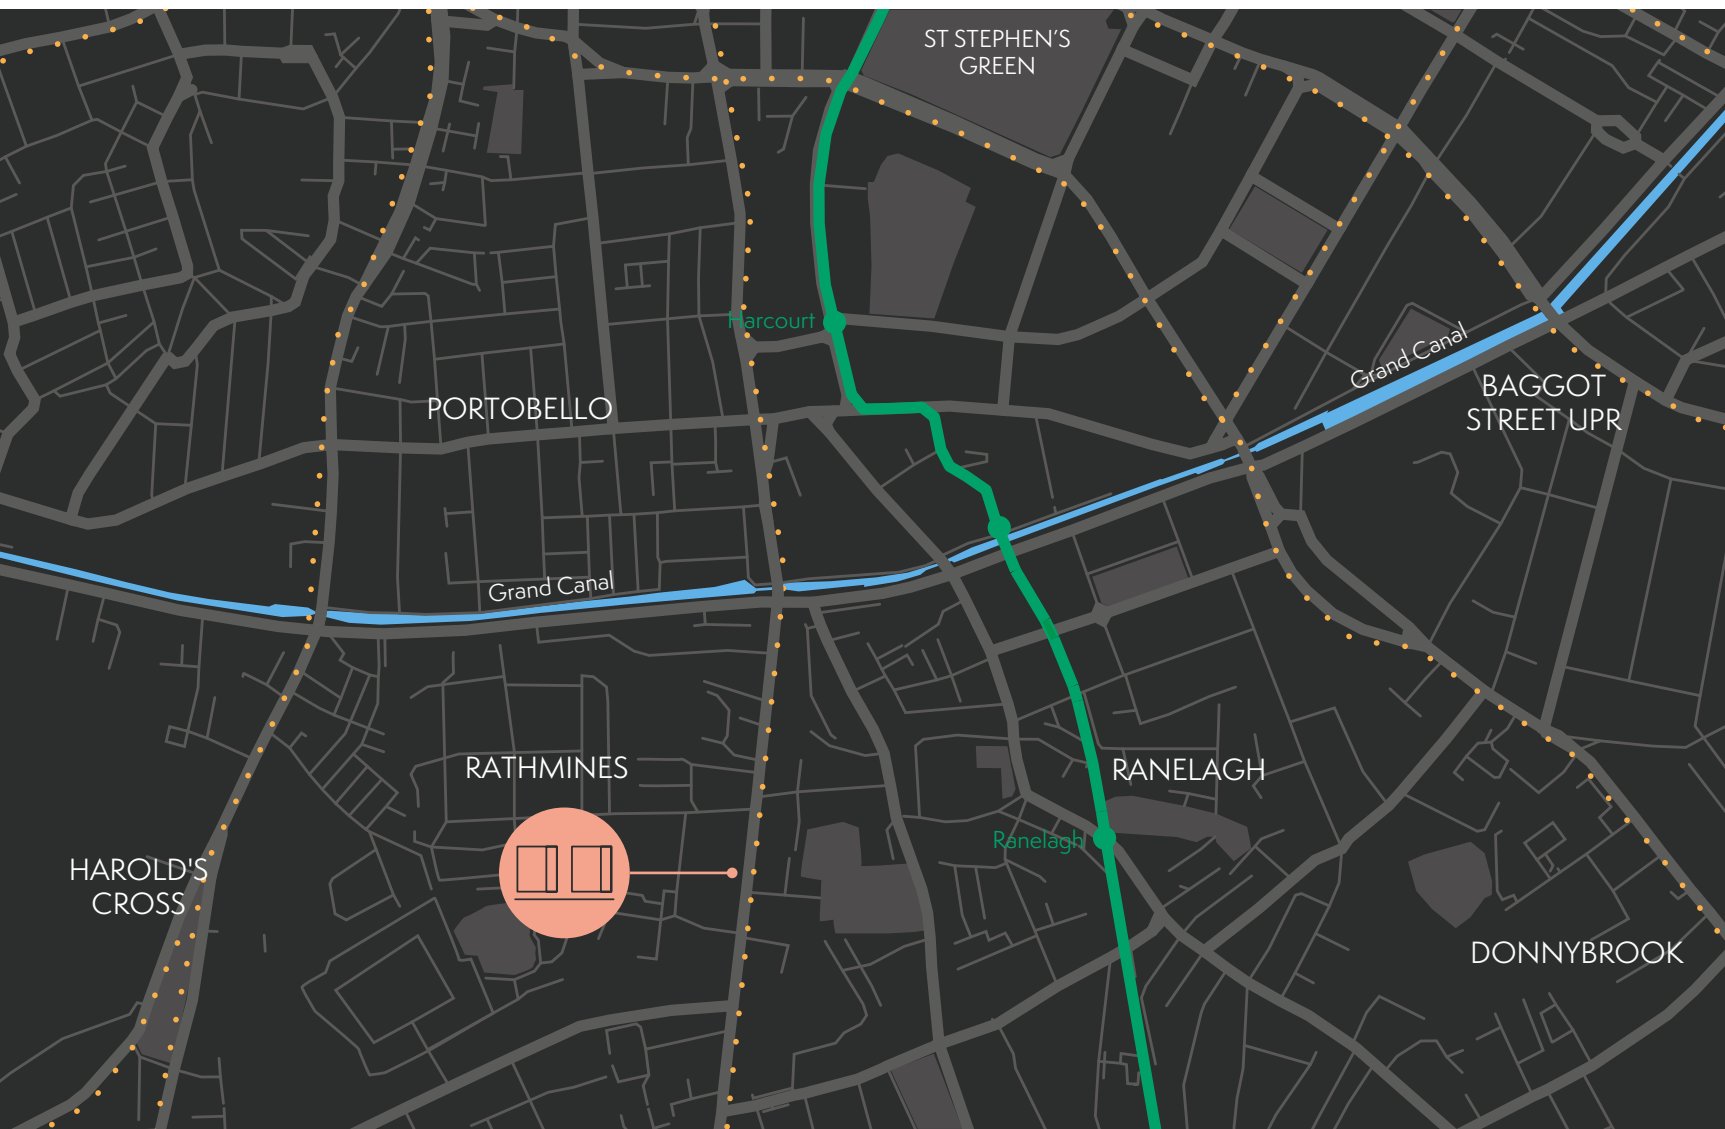 ST STEPHEN'S
GREEN
Harcourt
Grand Canal
BAGGOT
STREET UPR
PORTOBELLO
Grand Canal
RATHMINES
RANELAGH
Ranelagh
HAROLD'S
CROSS
DONNYBROOK